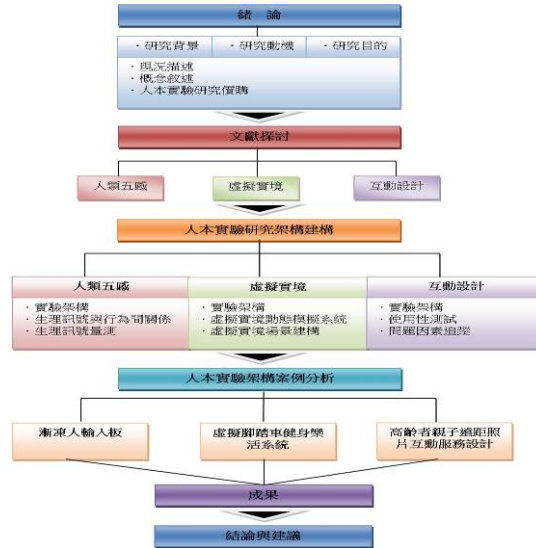 緒 論
· 研究背景 · 研究動機 · 研究目的
· 現況描述
· 概念敘述
· 人本實驗研究價購
文獻探討
人類五感 虛擬實境 互動設計
人本實驗研究架構建構
人類五感 虛擬實境 互動設計
· 實驗架構 · 實驗架構 · 實驗架構
· 生理訊號與行為間關係 · 虛擬實境動態模擬系統 · 使用性測試
· 生理訊號量測 · 虛擬實境場景建構 · 問題因素追蹤
人本實驗架構案例分析
漸凍人輸入板 虛擬腳踏車健身樂 高齡者親子遠距照
活系統 片互動服務設計
成果
結論與建議